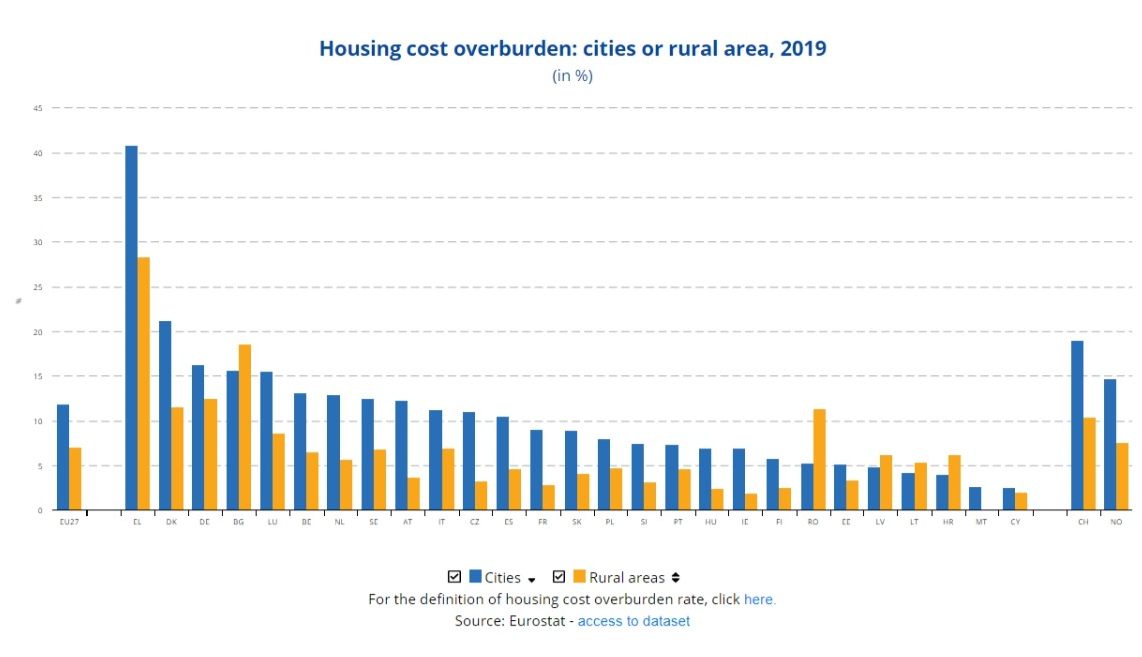 Housing cost overburden: cities or rural area, 2019
(in %)
45
40
35
30
25
20
15
10
5
0
EU27 EL DK DE BG LU BE NL SE AT IT CZ ES FR SK PL SI PT HU IE FI RO EE LV LT HR MT CY CH NO
Cities Rural areas
For the definition of housing cost overburden rate, click here.
Source: Eurostat - access to dataset